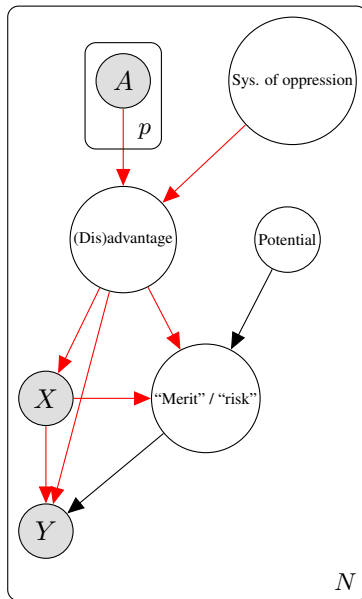 A
Sys. of oppression
p
(Dis)advantage
Potential
X
“Merit” / “risk”
Y
N